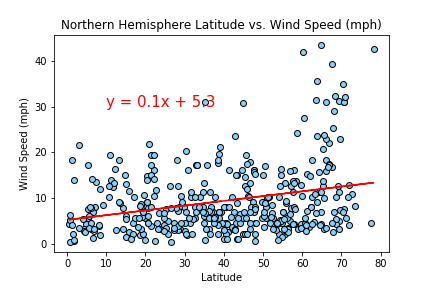 Northern Hemisphere Latitude vs. Wind Speed (mph)
40
30
20
10
0
Wind Speed (mph)
y = 0.1x + 5.3
0 10 20 30 40 50 60 70 80
Latitude